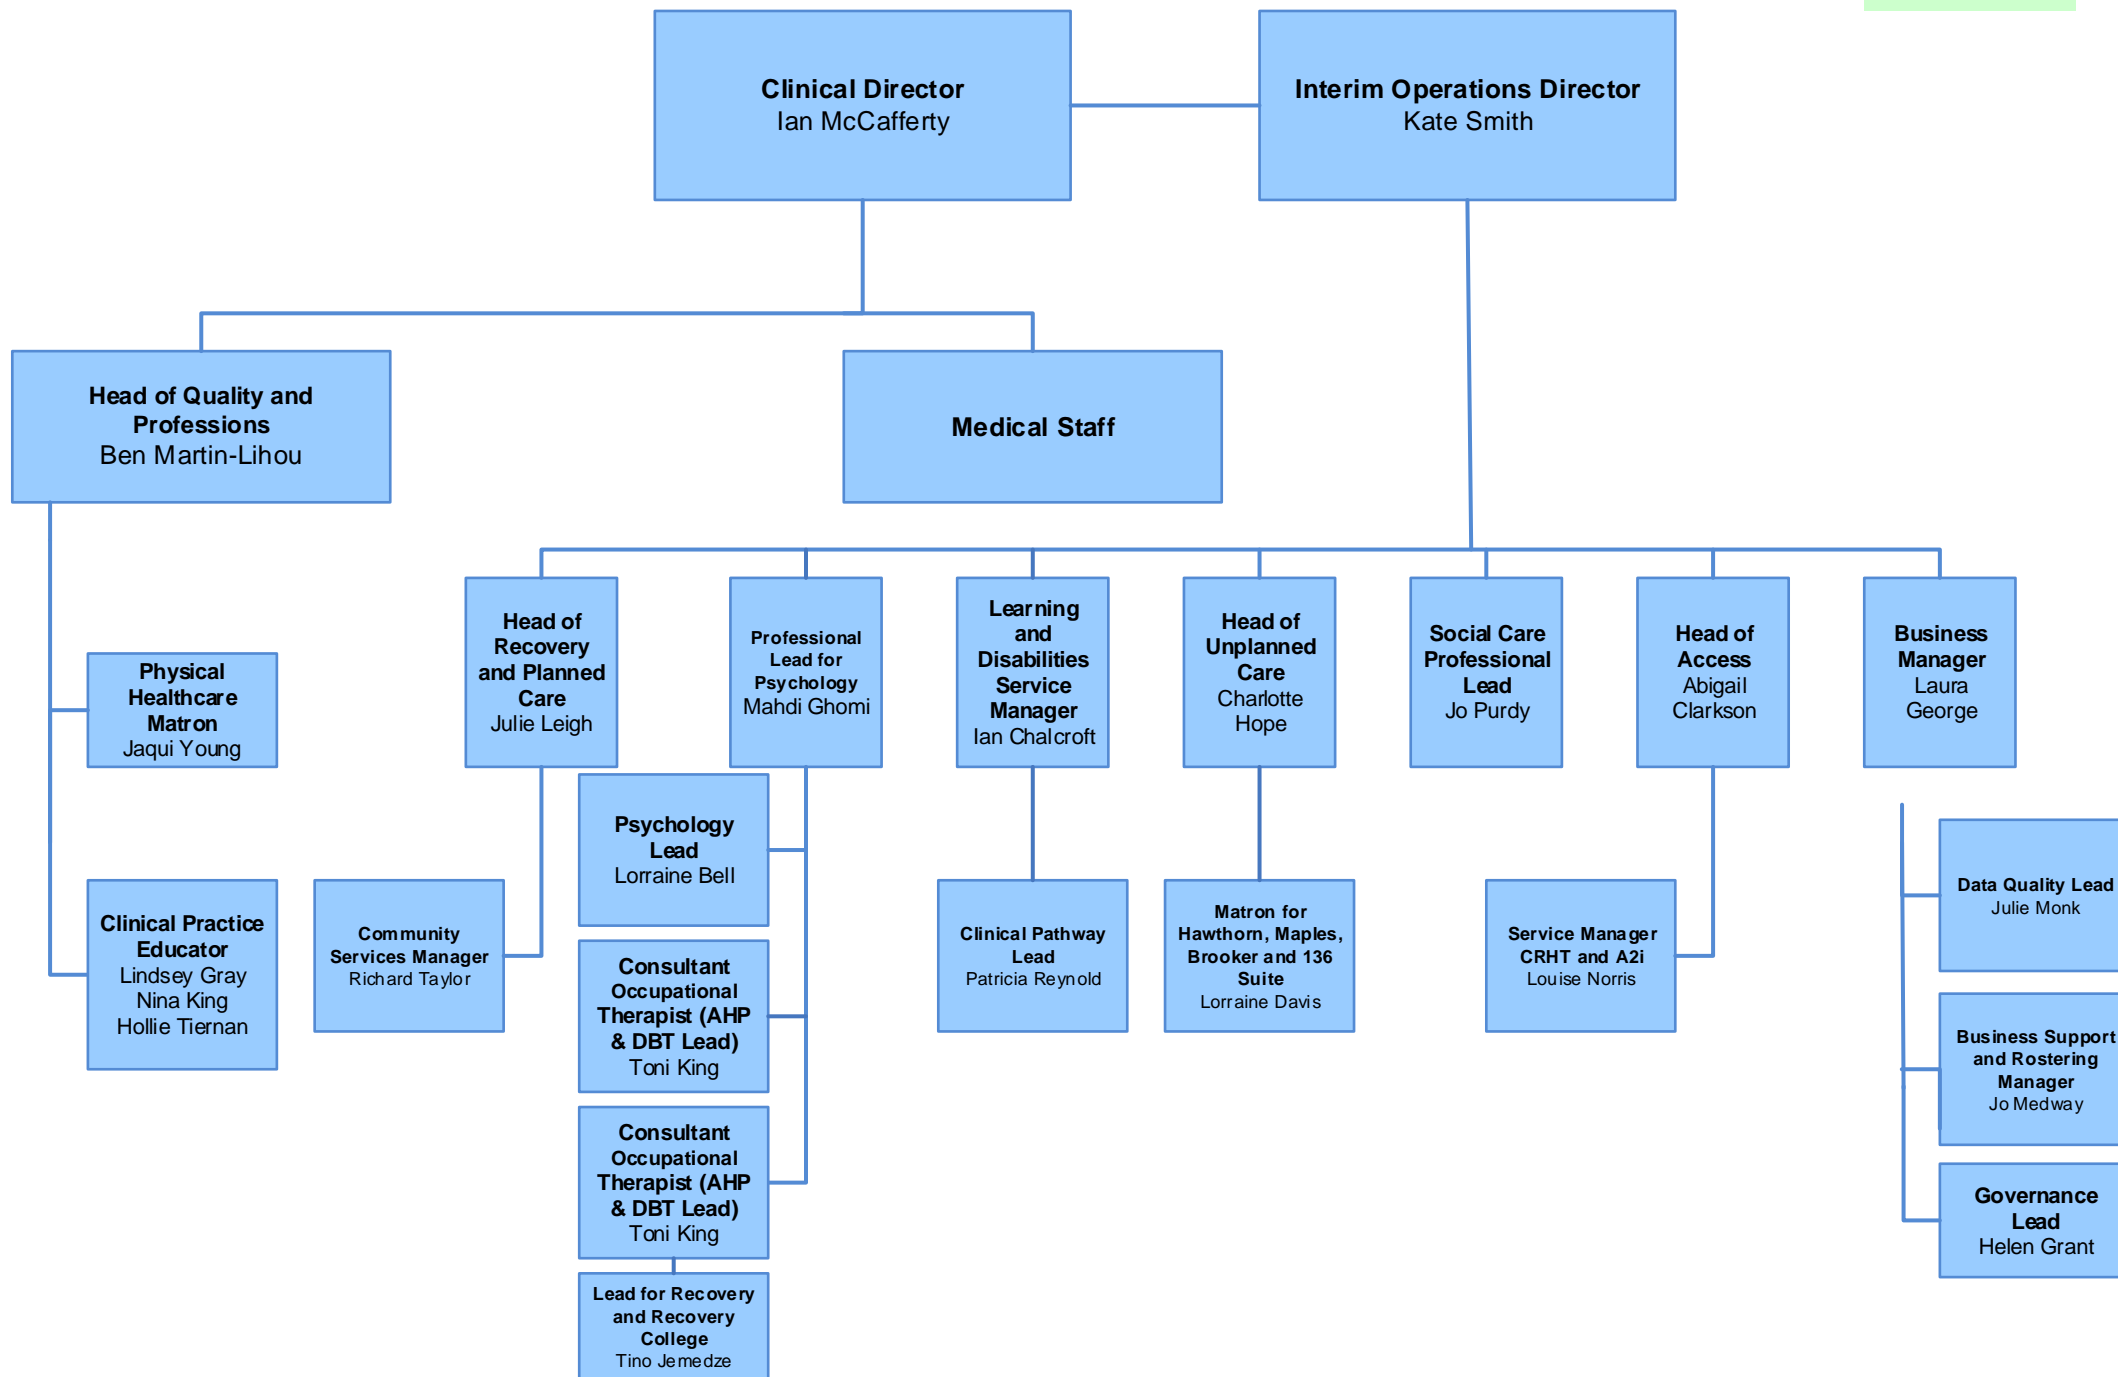 Clinical Director
Ian McCafferty
Interim Operations Director
Kate Smith
Head of Quality and
Professions
Ben Martin-Lihou
Medical Staff
Physical
Healthcare
Matron
Jaqui Young
Clinical Practice
Educator
Lindsey Gray
Nina King
Hollie Tiernan
Head of
Recovery
and Planned
Care
Julie Leigh
Community
Services Manager
Richard Taylor
Professional
Lead for
Psychology
Mahdi Ghomi
Psychology
Lead
Lorraine Bell
Consultant
Occupational
Therapist (AHP
& DBT Lead)
Toni King
Consultant
Occupational
Therapist (AHP
& DBT Lead)
Toni King
Lead for Recovery
and Recovery
College
Tino Jemedze
Learning
and
Disabilities
Service
Manager
Ian Chalcroft
Clinical Pathway
Lead
Patricia Reynold
Head of
Unplanned
Care
Charlotte
Hope
Matron for
Hawthorn, Maples,
Brooker and 136
Suite
Lorraine Davis
Social Care
Professional
Lead
Jo Purdy
Head of
Access
Abigail
Clarkson
Service Manager
CRHT and A2i
Louise Norris
Business
Manager
Laura
George
Data Quality Lead
Julie Monk
Business Support
and Rostering
Manager
Jo Medway
Governance
Lead
Helen Grant